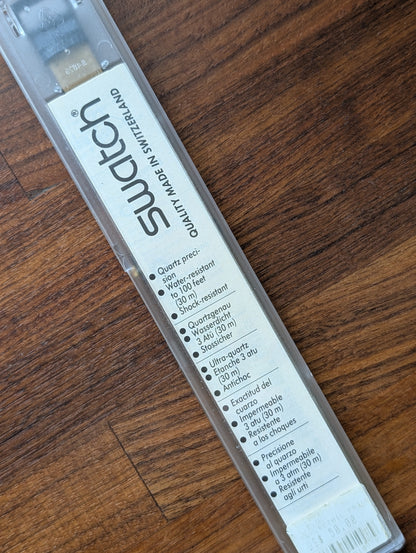 swatch®
QUALITY MADE IN SWITZERLAND
● Quartz preci-
sion
● Water-resistant
to 100 feet
(30 m)
● Shock-resistant
● Quartzgenau
● Wasserdicht
3 Atü (30 m)
● Stossicher
● Ultra-quartz
● Etanche 3 atu
(30 m)
● Antichoc
● Exactitud del
cuarzo
● Impermeable
3 atu (30 m)
● Resistente
a los choques
● Precisione
al quarzo
● Impermeabile
a 3 atm (30 m)
● Resistente
agli urti